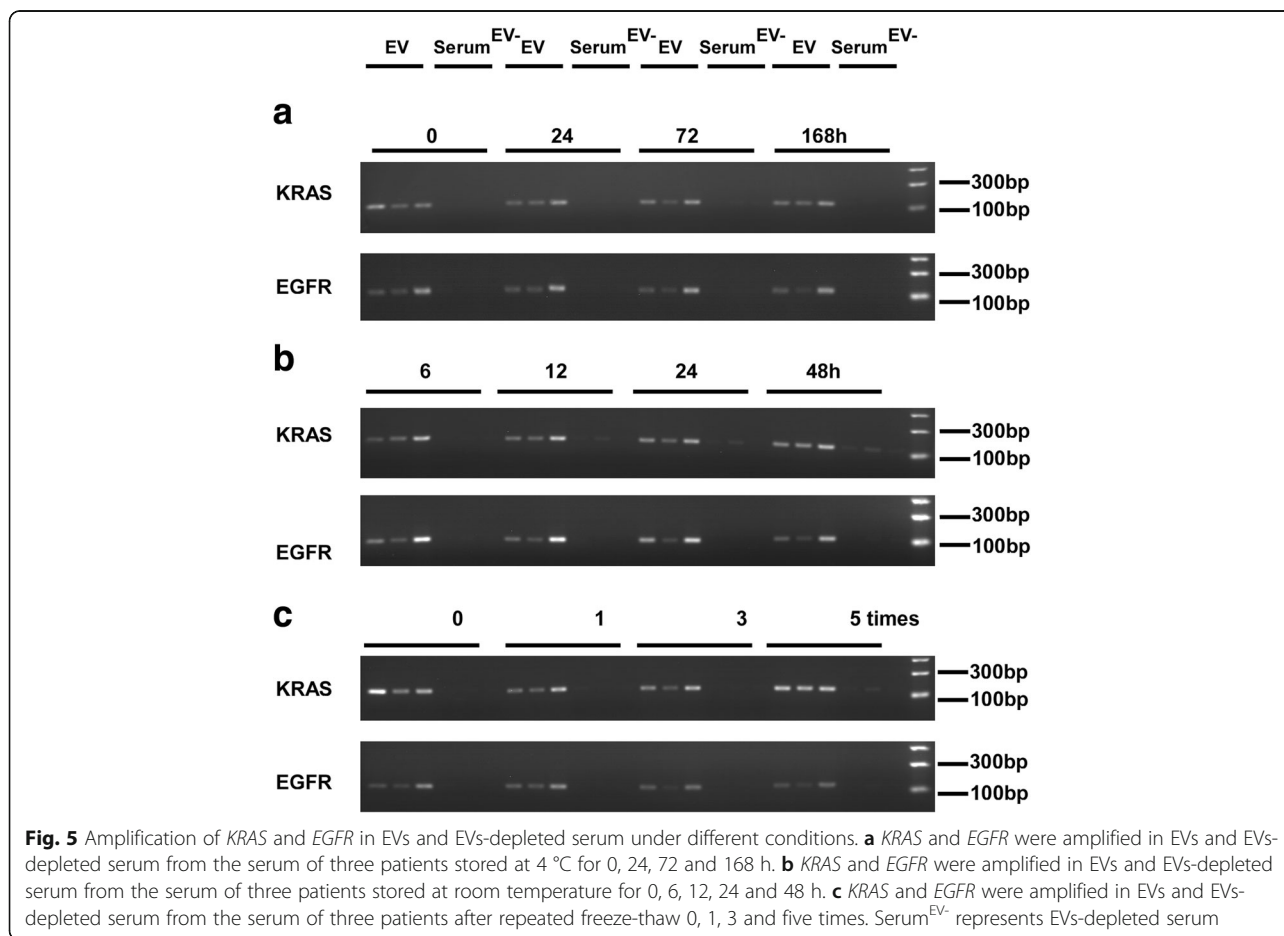 EV Serum^EV- EV Serum^EV- EV Serum^EV- EV Serum^EV-
a
0 24 72 168h
KRAS
300bp
100bp
EGFR
300bp
100bp
b
6 12 24 48h
KRAS
300bp
100bp
EGFR
300bp
100bp
c
0 1 3 5 times
KRAS
300bp
100bp
EGFR
300bp
100bp
Fig. 5 Amplification of KRAS and EGFR in EVs and EVs-depleted serum under different conditions. a KRAS and EGFR were amplified in EVs and EVs-
depleted serum from the serum of three patients stored at 4 °C for 0, 24, 72 and 168 h. b KRAS and EGFR were amplified in EVs and EVs-depleted
serum from the serum of three patients stored at room temperature for 0, 6, 12, 24 and 48 h. c KRAS and EGFR were amplified in EVs and EVs-
depleted serum from the serum of three patients after repeated freeze-thaw 0, 1, 3 and five times. Serum^EV- represents EVs-depleted serum